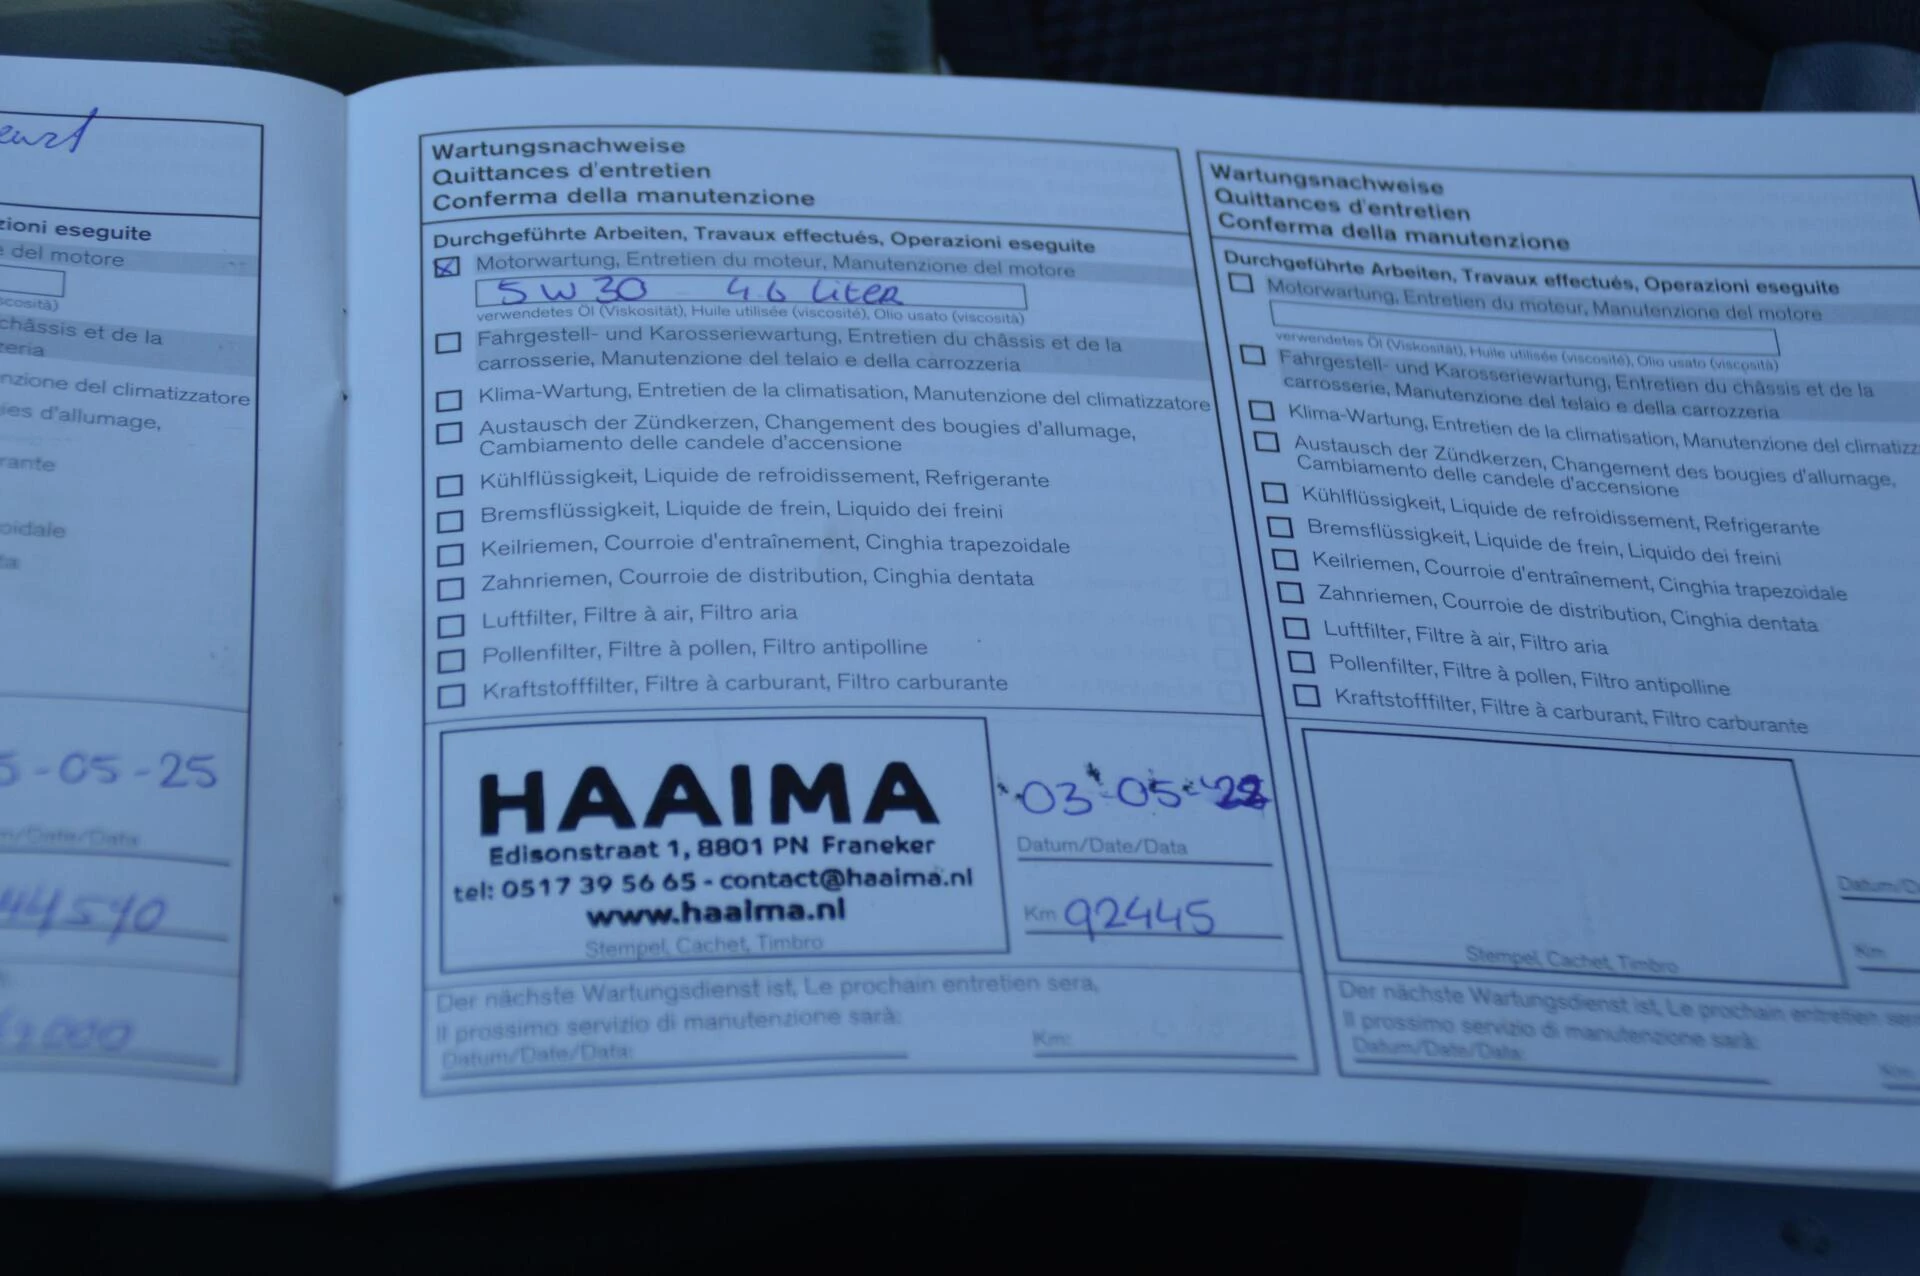 zioni eseguite
e del motore
scosità)
châssis et de la
zeria
nzione del climatizzatore
ies d'allumage,
rante
oidale
ta
5-05-25
Date/Data
44590
000
Wartungsnachweise
Quittances d'entretien
Conferma della manutenzione
Durchgeführte Arbeiten, Travaux effectués, Operazioni eseguite
Motorwartung, Entretien du moteur, Manutenzione del motore
5W30 4.6 liter
verwendetes Öl (Viskosität), Huile utilisée (viscosité), Olio usato (viscosità)
Fahrgestell- und Karosseriewartung, Entretien du châssis et de la
carrosserie, Manutenzione del telaio e della carrozzeria
Klima-Wartung, Entretien de la climatisation, Manutenzione del climatizzatore
Austausch der Zündkerzen, Changement des bougies d'allumage,
Cambiamento delle candele d'accensione
Kühlflüssigkeit, Liquide de refroidissement, Refrigerante
Bremsflüssigkeit, Liquide de frein, Liquido dei freini
Keilriemen, Courroie d'entraînement, Cinghia trapezoidale
Zahnriemen, Courroie de distribution, Cinghia dentata
Luftfilter, Filtre à air, Filtro aria
Pollenfilter, Filtre à pollen, Filtro antipolline
Kraftstofffilter, Filtre à carburant, Filtro carburante
HAAIMA
Edisonstraat 1, 8801 PN Franeker
tel: 0517 39 56 65 - contact@haaima.nl
www.haaima.nl
Stempel, Cachet, Timbro
03-05-22
Datum/Date/Data
Km 92445
Der nächste Wartungsdienst ist, Le prochain entretien sera,
Il prossimo servizio di manutenzione sarà:
Datum/Date/Data: Km:
Wartungsnachweise
Quittances d'entretien
Conferma della manutenzione
Durchgeführte Arbeiten, Travaux effectués, Operazioni eseguite
Motorwartung, Entretien du moteur, Manutenzione del motore
verwendetes Öl (Viskosität), Huile utilisée (viscosité), Olio usato (viscosità)
Fahrgestell- und Karosseriewartung, Entretien du châssis et de la
carrosserie, Manutenzione del telaio e della carrozzeria
Klima-Wartung, Entretien de la climatisation, Manutenzione del climatizz
Austausch der Zündkerzen, Changement des bougies d'allumage,
Cambiamento delle candele d'accensione
Kühlflüssigkeit, Liquide de refroidissement, Refrigerante
Bremsflüssigkeit, Liquide de frein, Liquido dei freini
Keilriemen, Courroie d'entraînement, Cinghia trapezoidale
Zahnriemen, Courroie de distribution, Cinghia dentata
Luftfilter, Filtre à air, Filtro aria
Pollenfilter, Filtre à pollen, Filtro antipolline
Kraftstofffilter, Filtre à carburant, Filtro carburante
Stempel, Cachet, Timbro
Datum/D
Km
Der nächste Wartungsdienst ist, Le prochain entretien ser
Il prossimo servizio di manutenzione sarà:
Datum/Date/Data: Km: